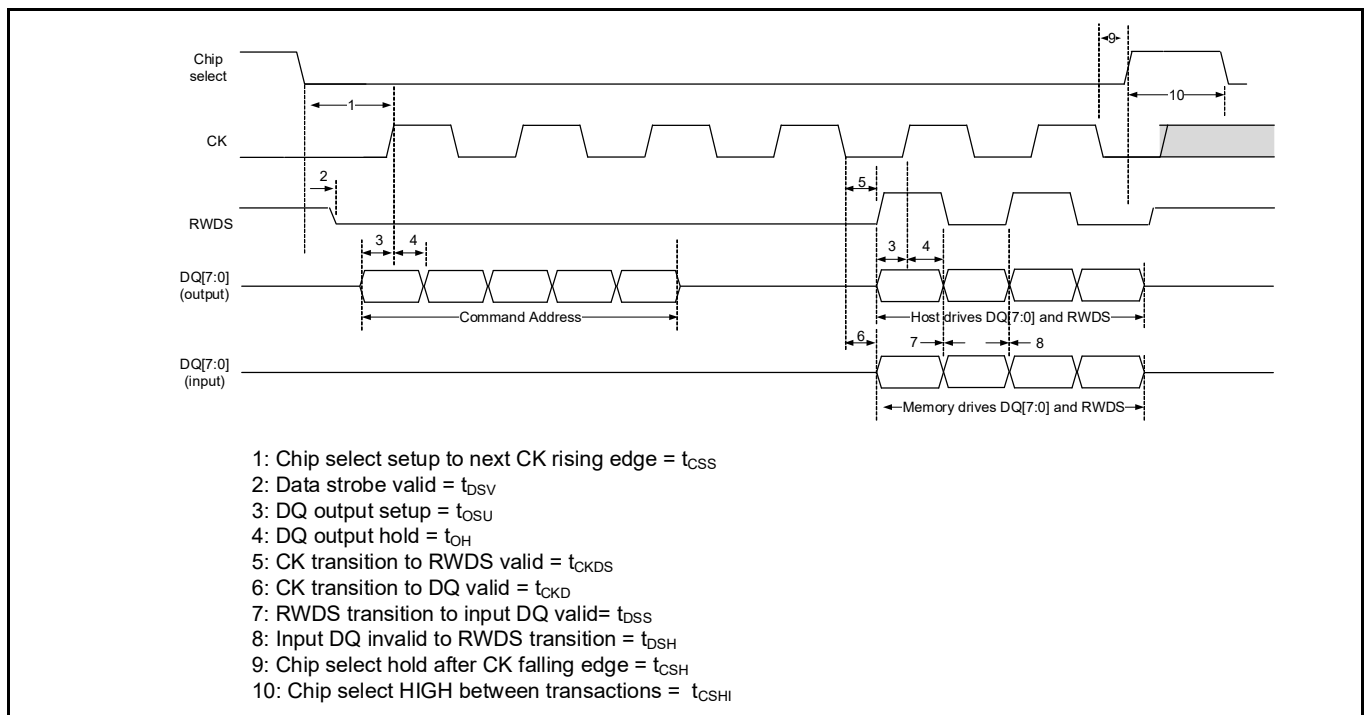 Chip
select
9
1
10
CK
2
5
RWDS
3 4
3 4
DQ[7:0]
(output)
Command Address
Host drives DQ[7:0] and RWDS
6
7
8
DQ[7:0]
(input)
Memory drives DQ[7:0] and RWDS
1: Chip select setup to next CK rising edge = tCSS
2: Data strobe valid = tDSV
3: DQ output setup = tOSU
4: DQ output hold = tOH
5: CK transition to RWDS valid = tCKDS
6: CK transition to DQ valid = tCKD
7: RWDS transition to input DQ valid= tDSS
8: Input DQ invalid to RWDS transition = tDSH
9: Chip select hold after CK falling edge = tCSH
10: Chip select HIGH between transactions = tCSHI